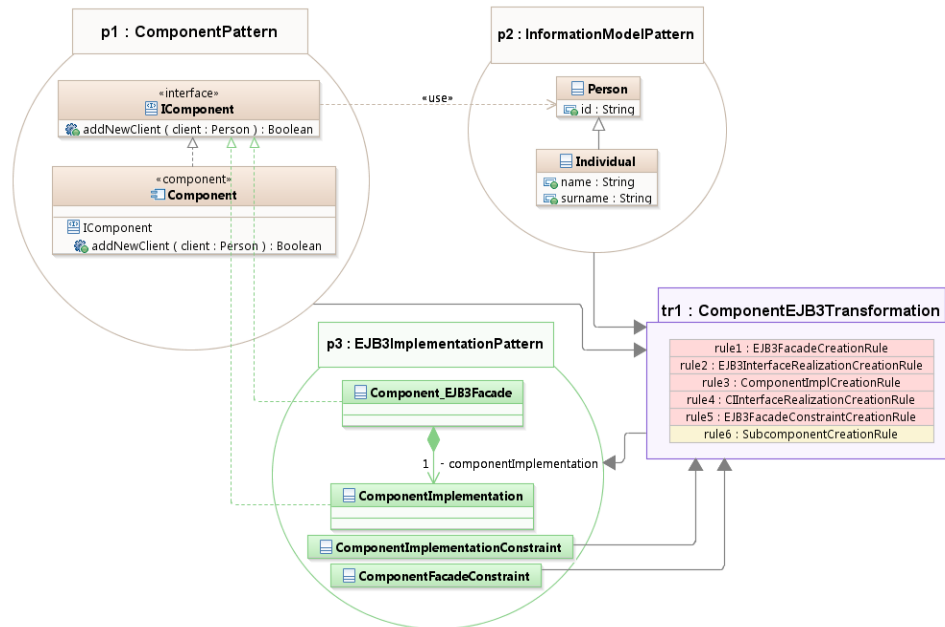 p1 : ComponentPattern
«interface»
IComponent
addNewClient ( client : Person ) : Boolean
«component»
Component
IComponent
addNewClient ( client : Person ) : Boolean
«use»
p2 : InformationModelPattern
Person
id : String
Individual
name : String
surname : String
tr1 : ComponentEJB3Transformation
rule1 : EJB3FacadeCreationRule
rule2 : EJB3InterfaceRealizationCreationRule
rule3 : ComponentImplCreationRule
rule4 : CIInterfaceRealizationCreationRule
rule5 : EJB3FacadeConstraintCreationRule
rule6 : SubcomponentCreationRule
p3 : EJB3ImplementationPattern
Component_EJB3Facade
1 - componentImplementation
ComponentImplementation
ComponentImplementationConstraint
ComponentFacadeConstraint